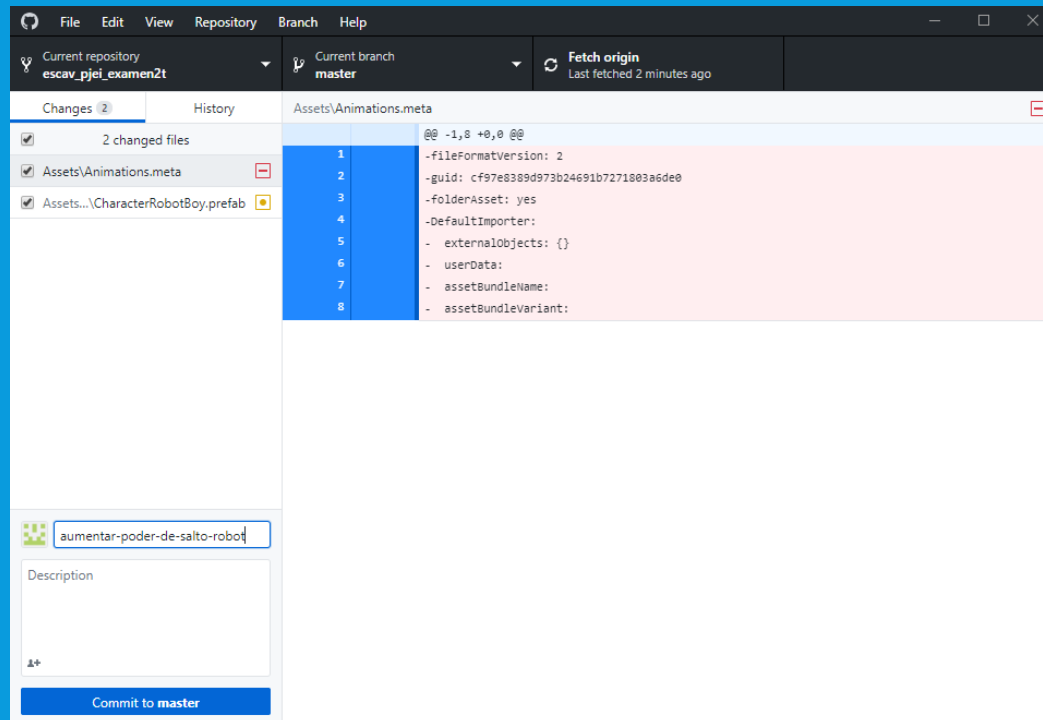 File Edit View Repository Branch Help
Current repository
escav_pjei_examen2t
Current branch
master
Fetch origin
Last fetched 2 minutes ago
Changes 2 History
Assets\Animations.meta
2 changed files
Assets\Animations.meta
Assets...\CharacterRobotBoy.prefab
@@ -1,8 +0,0 @@
1 -fileFormatVersion: 2
2 -guid: cf97e8389d973b24691b7271803a6de0
3 -folderAsset: yes
4 -DefaultImporter:
5 -  externalObjects: {}
6 -  userData:
7 -  assetBundleName:
8 -  assetBundleVariant:
aumentar-poder-de-salto-robot
Description
Commit to master